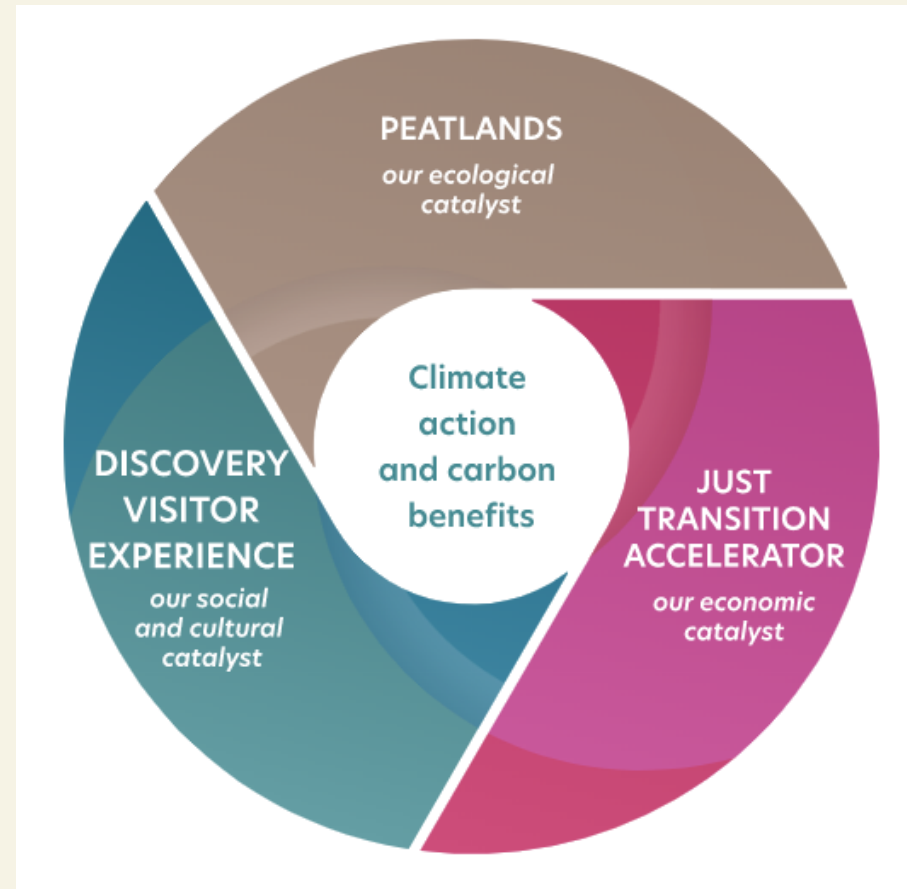 PEATLANDS
our ecological
catalyst
Climate
action
and carbon
benefits
DISCOVERY
VISITOR
EXPERIENCE
our social
and cultural
catalyst
JUST
TRANSITION
ACCELERATOR
our economic
catalyst